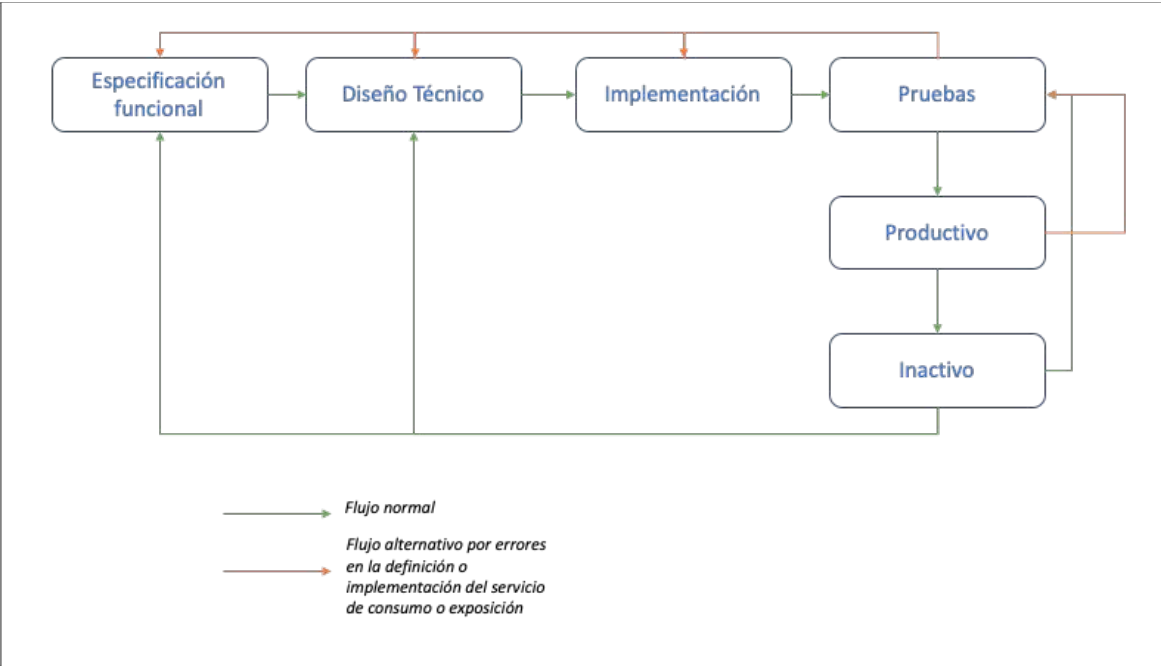 Especificación
funcional
Diseño Técnico
Implementación
Pruebas
Productivo
Inactivo
Flujo normal
Flujo alternativo por errores
en la definición o
implementación del servicio
de consumo o exposición